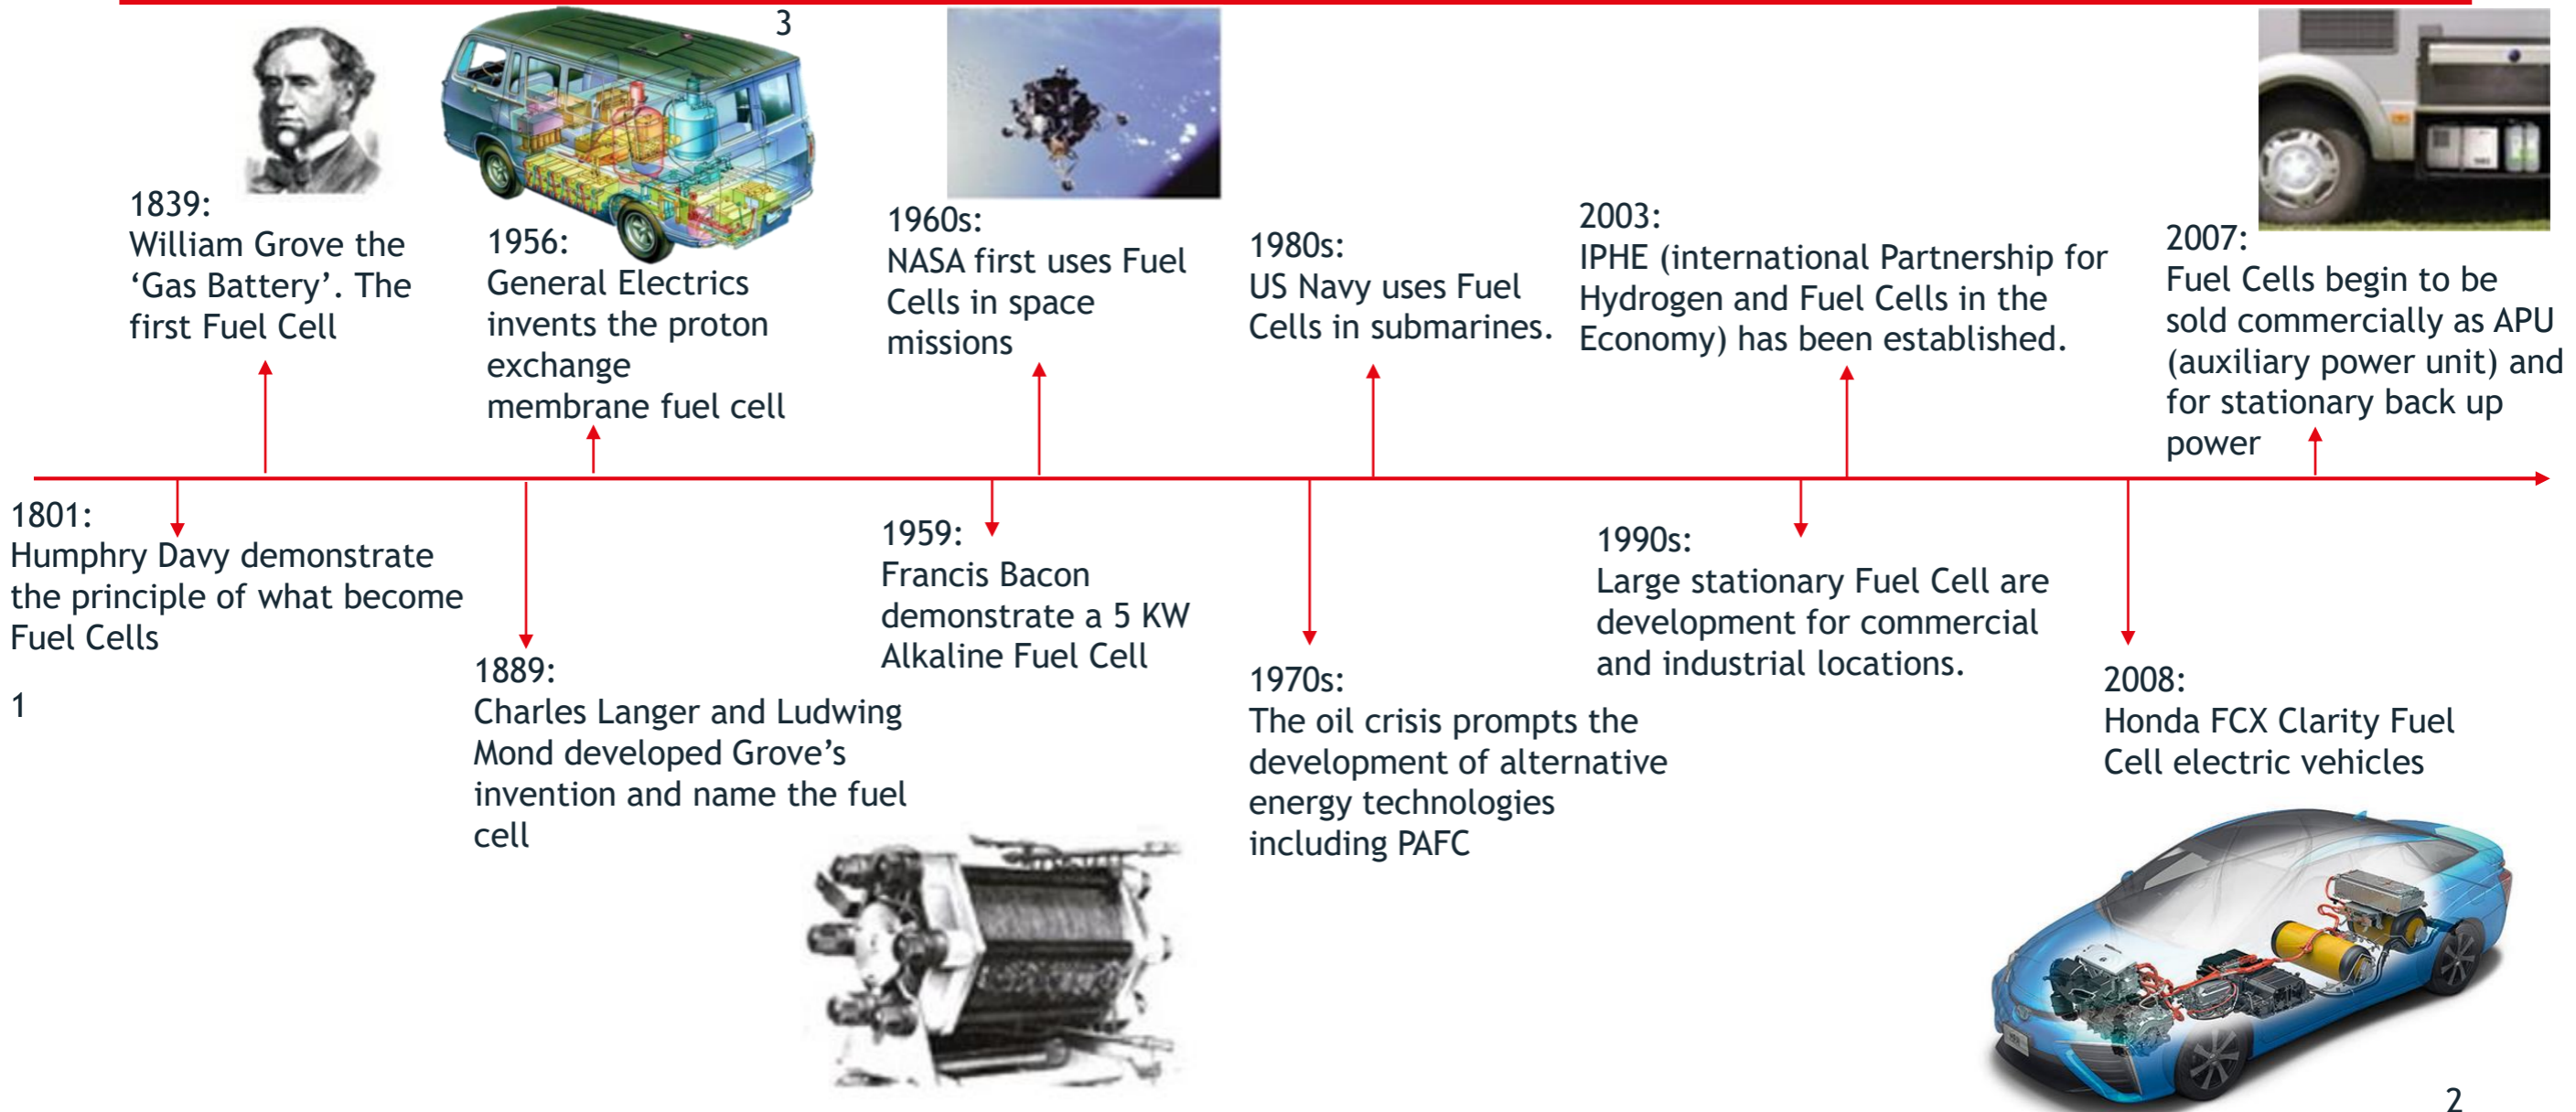 3
1839:
William Grove the
‘Gas Battery’. The
first Fuel Cell
1956:
General Electrics
invents the proton
exchange
membrane fuel cell
1960s:
NASA first uses Fuel
Cells in space
missions
1980s:
US Navy uses Fuel
Cells in submarines.
2003:
IPHE (international Partnership for
Hydrogen and Fuel Cells in the
Economy) has been established.
2007:
Fuel Cells begin to be
sold commercially as APU
(auxiliary power unit) and
for stationary back up
power
1801:
Humphry Davy demonstrate
the principle of what become
Fuel Cells
1
1889:
Charles Langer and Ludwing
Mond developed Grove’s
invention and name the fuel
cell
1959:
Francis Bacon
demonstrate a 5 KW
Alkaline Fuel Cell
1970s:
The oil crisis prompts the
development of alternative
energy technologies
including PAFC
1990s:
Large stationary Fuel Cell are
development for commercial
and industrial locations.
2008:
Honda FCX Clarity Fuel
Cell electric vehicles
2